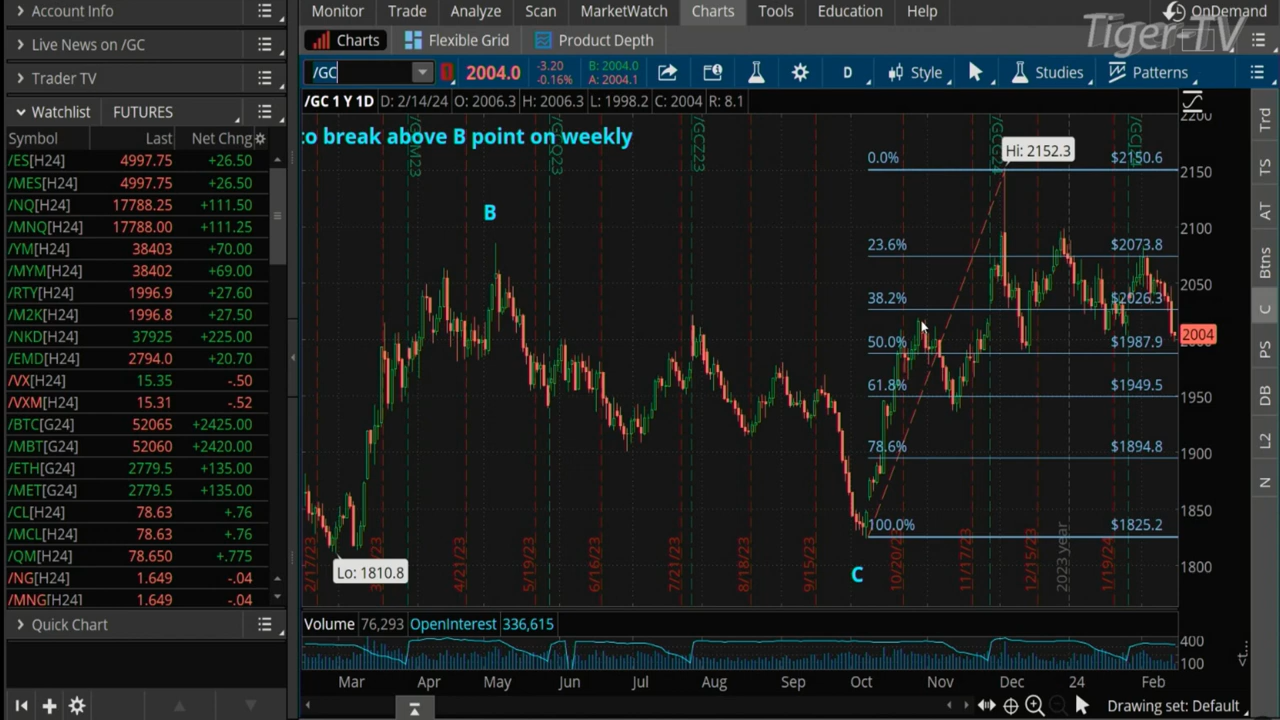 Account Info
Live News on /GC
Trader TV
Watchlist FUTURES
Symbol Last Net Chng
/ES[H24] 4997.75 +26.50
/MES[H24] 4997.75 +26.50
/NQ[H24] 17788.25 +111.50
/MNQ[H24] 17788.00 +111.25
/YM[H24] 38403 +70.00
/MYM[H24] 38402 +69.00
/RTY[H24] 1996.9 +27.60
/M2K[H24] 1996.8 +27.50
/NKD[H24] 37925 +225.00
/EMD[H24] 2794.0 +20.70
/VX[H24] 15.35 -.50
/VXM[H24] 15.31 -.52
/BTC[G24] 52065 +2425.00
/MBT[G24] 52060 +2420.00
/ETH[G24] 2779.5 +135.00
/MET[G24] 2779.5 +135.00
/CL[H24] 78.63 +.76
/MCL[H24] 78.63 +.76
/QM[H24] 78.650 +.775
/NG[H24] 1.649 -.04
/MNG[H24] 1.649 -.04
Quick Chart
Monitor Trade Analyze Scan MarketWatch Charts Tools Education Help
OnDemand
Tiger-TV
Charts Flexible Grid Product Depth
/GC 2004.0 -3.20 B: 2004.0
-0.16% A: 2004.1
D Style Studies Patterns
/GC 1 Y 1D D: 2/14/24 O: 2006.3 H: 2006.3 L: 1998.2 C: 2004 R: 8.1
to break above B point on weekly
Hi: 2152.3
0.0% $2150.6
B
23.6% $2073.8
38.2% $2026.3
50.0% $1987.9
61.8% $1949.5
78.6% $1894.8
100.0% $1825.2
C
Lo: 1810.8
2200
2150
2100
2050
2004
2000
1950
1900
1850
1800
/GCM23
/GCQ23
/GCZ23
/GCG24
2/17/23
4/21/23
5/19/23
6/16/23
7/21/23
8/18/23
9/15/23
10/20/23
11/17/23
12/15/23
2023 year
1/19/24
Volume 76,293 OpenInterest 336,615
400
100
Mar Apr May Jun Jul Aug Sep Oct Nov Dec 24 Feb
Drawing set: Default
Trd
TS
AT
Btns
C
PS
DB
L2
N